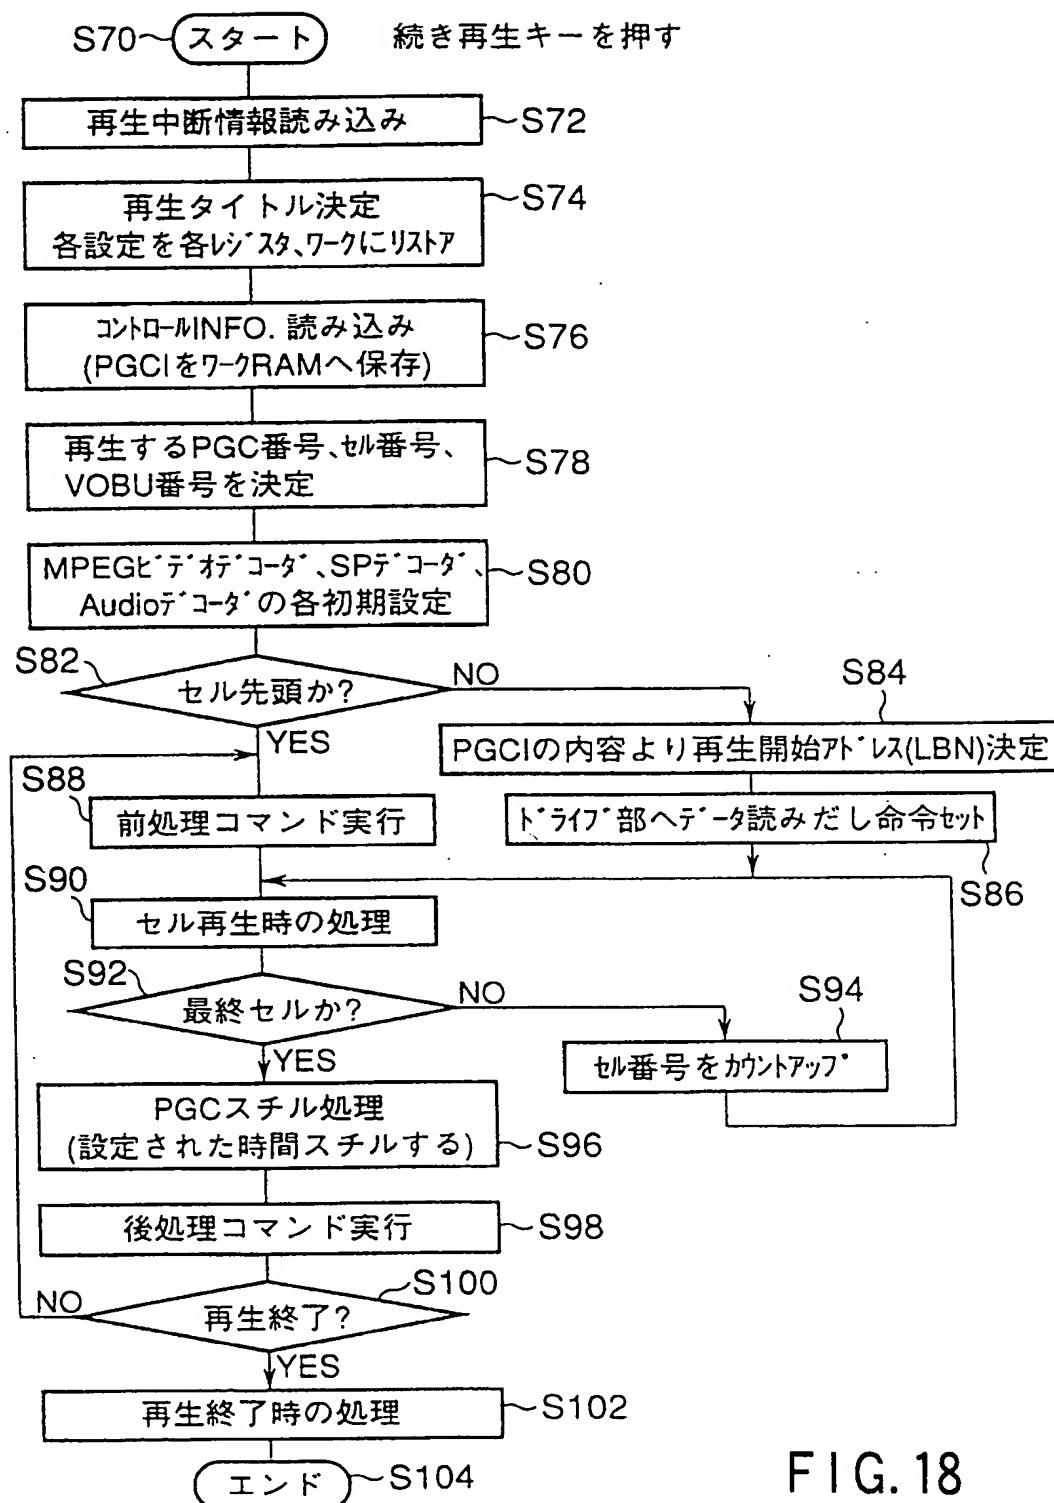 S70 スタート 続き再生キーを押す
再生中断情報読み込み S72
再生タイトル決定 S74
各設定を各レジスタ、ワークにリストア
コントロールINFO. 読み込み S76
(PGCIをワークRAMへ保存)
再生するPGC番号、セル番号、 S78
VOBU番号を決定
MPEGビデオデコーダ、SPデコーダ、 S80
Audioデコーダの各初期設定
S82 セル先頭か? NO
YES
S84
PGCIの内容より再生開始アドレス(LBN)決定
S88
前処理コマンド実行
ドライブ部へデータ読みだし命令セット
S86
S90
セル再生時の処理
S92 最終セルか? NO
YES
S94
セル番号をカウントアップ
PGCスチル処理
(設定された時間スチルする) S96
後処理コマンド実行 S98
S100
再生終了?
NO
YES
再生終了時の処理 S102
エンド S104
FIG. 18